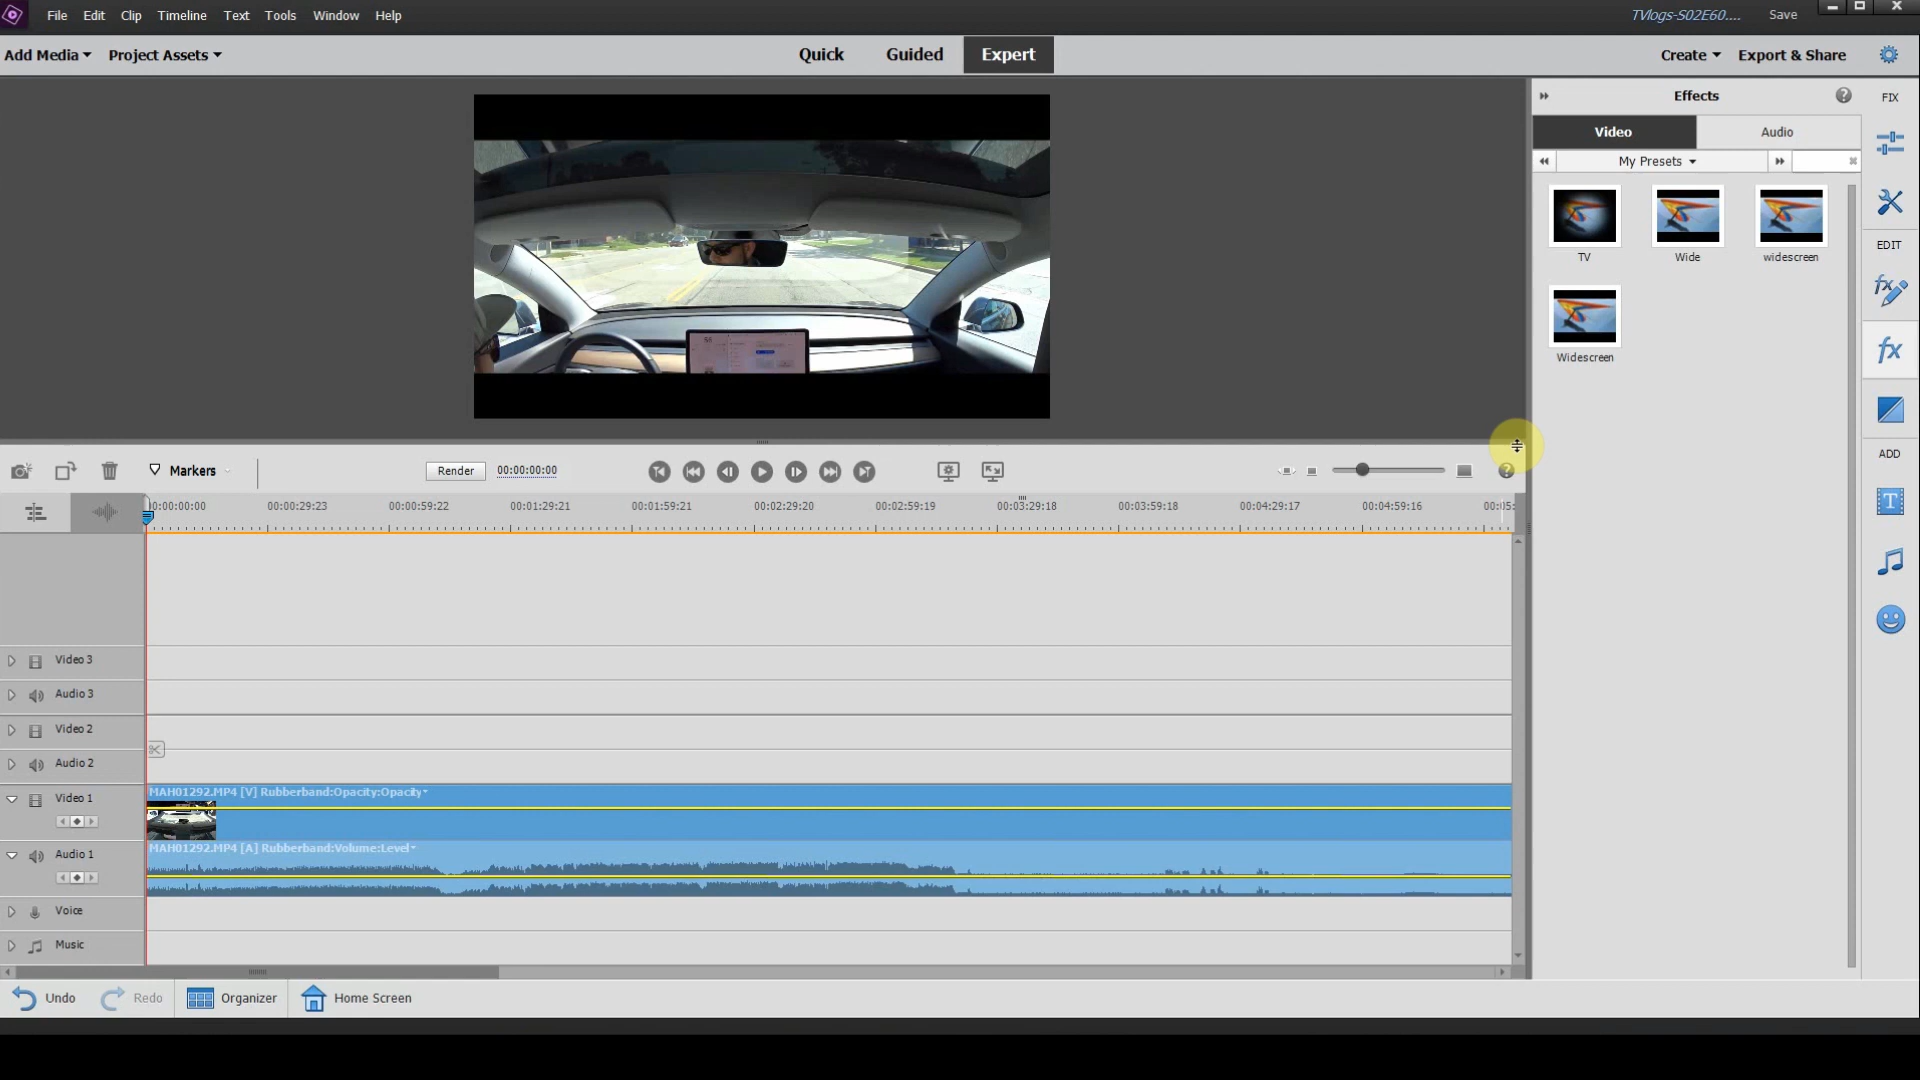 File Edit Clip Timeline Text Tools Window Help TVlogs-S02E60.... Save
Add Media Project Assets Quick Guided Expert Create Export & Share
Effects FIX
Video Audio
My Presets
TV Wide widescreen
EDIT
Widescreen
ADD
Markers Render 00:00:00:00
00:00:00:00 00:00:29:23 00:00:59:22 00:01:29:21 00:01:59:21 00:02:29:20 00:02:59:19 00:03:29:18 00:03:59:18 00:04:29:17 00:04:59:16 00:05:
Video 3
Audio 3
Video 2
Audio 2
MAH01292.MP4 [V] Rubberband:Opacity:Opacity
Video 1
MAH01292.MP4 [A] Rubberband:Volume:Level
Audio 1
Voice
Music
Undo Redo Organizer Home Screen